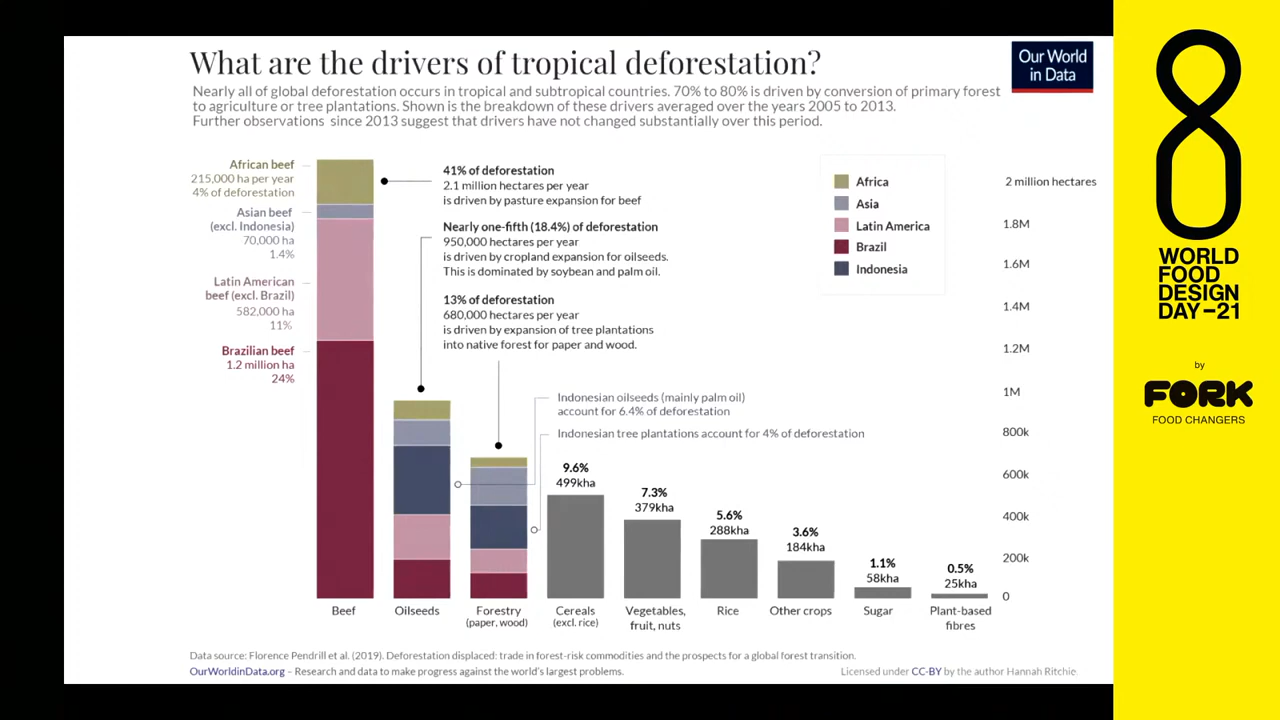 What are the drivers of tropical deforestation?
Nearly all of global deforestation occurs in tropical and subtropical countries. 70% to 80% is driven by conversion of primary forest
to agriculture or tree plantations. Shown is the breakdown of these drivers averaged over the years 2005 to 2013.
Further observations since 2013 suggest that drivers have not changed substantially over this period.
Our World
in Data
African beef
215,000 ha per year
4% of deforestation
Asian beef
(excl. Indonesia)
70,000 ha
1.4%
Latin American
beef (excl. Brazil)
582,000 ha
11%
Brazilian beef
1.2 million ha
24%
41% of deforestation
2.1 million hectares per year
is driven by pasture expansion for beef
Nearly one-fifth (18.4%) of deforestation
950,000 hectares per year
is driven by cropland expansion for oilseeds.
This is dominated by soybean and palm oil.
13% of deforestation
680,000 hectares per year
is driven by expansion of tree plantations
into native forest for paper and wood.
Indonesian oilseeds (mainly palm oil)
account for 6.4% of deforestation
Indonesian tree plantations account for 4% of deforestation
Africa
Asia
Latin America
Brazil
Indonesia
2 million hectares
1.8M
1.6M
1.4M
1.2M
1M
800k
600k
400k
200k
0
9.6%
499kha
7.3%
379kha
5.6%
288kha
3.6%
184kha
1.1%
58kha
0.5%
25kha
Beef
Oilseeds
Forestry
(paper, wood)
Cereals
(excl. rice)
Vegetables,
fruit, nuts
Rice
Other crops
Sugar
Plant-based
fibres
Data source: Florence Pendrill et al. (2019). Deforestation displaced: trade in forest-risk commodities and the prospects for a global forest transition.
OurWorldinData.org – Research and data to make progress against the world's largest problems.
Licensed under CC-BY by the author Hannah Ritchie.
8
WORLD
FOOD
DESIGN
DAY–21
by
FORK
FOOD CHANGERS